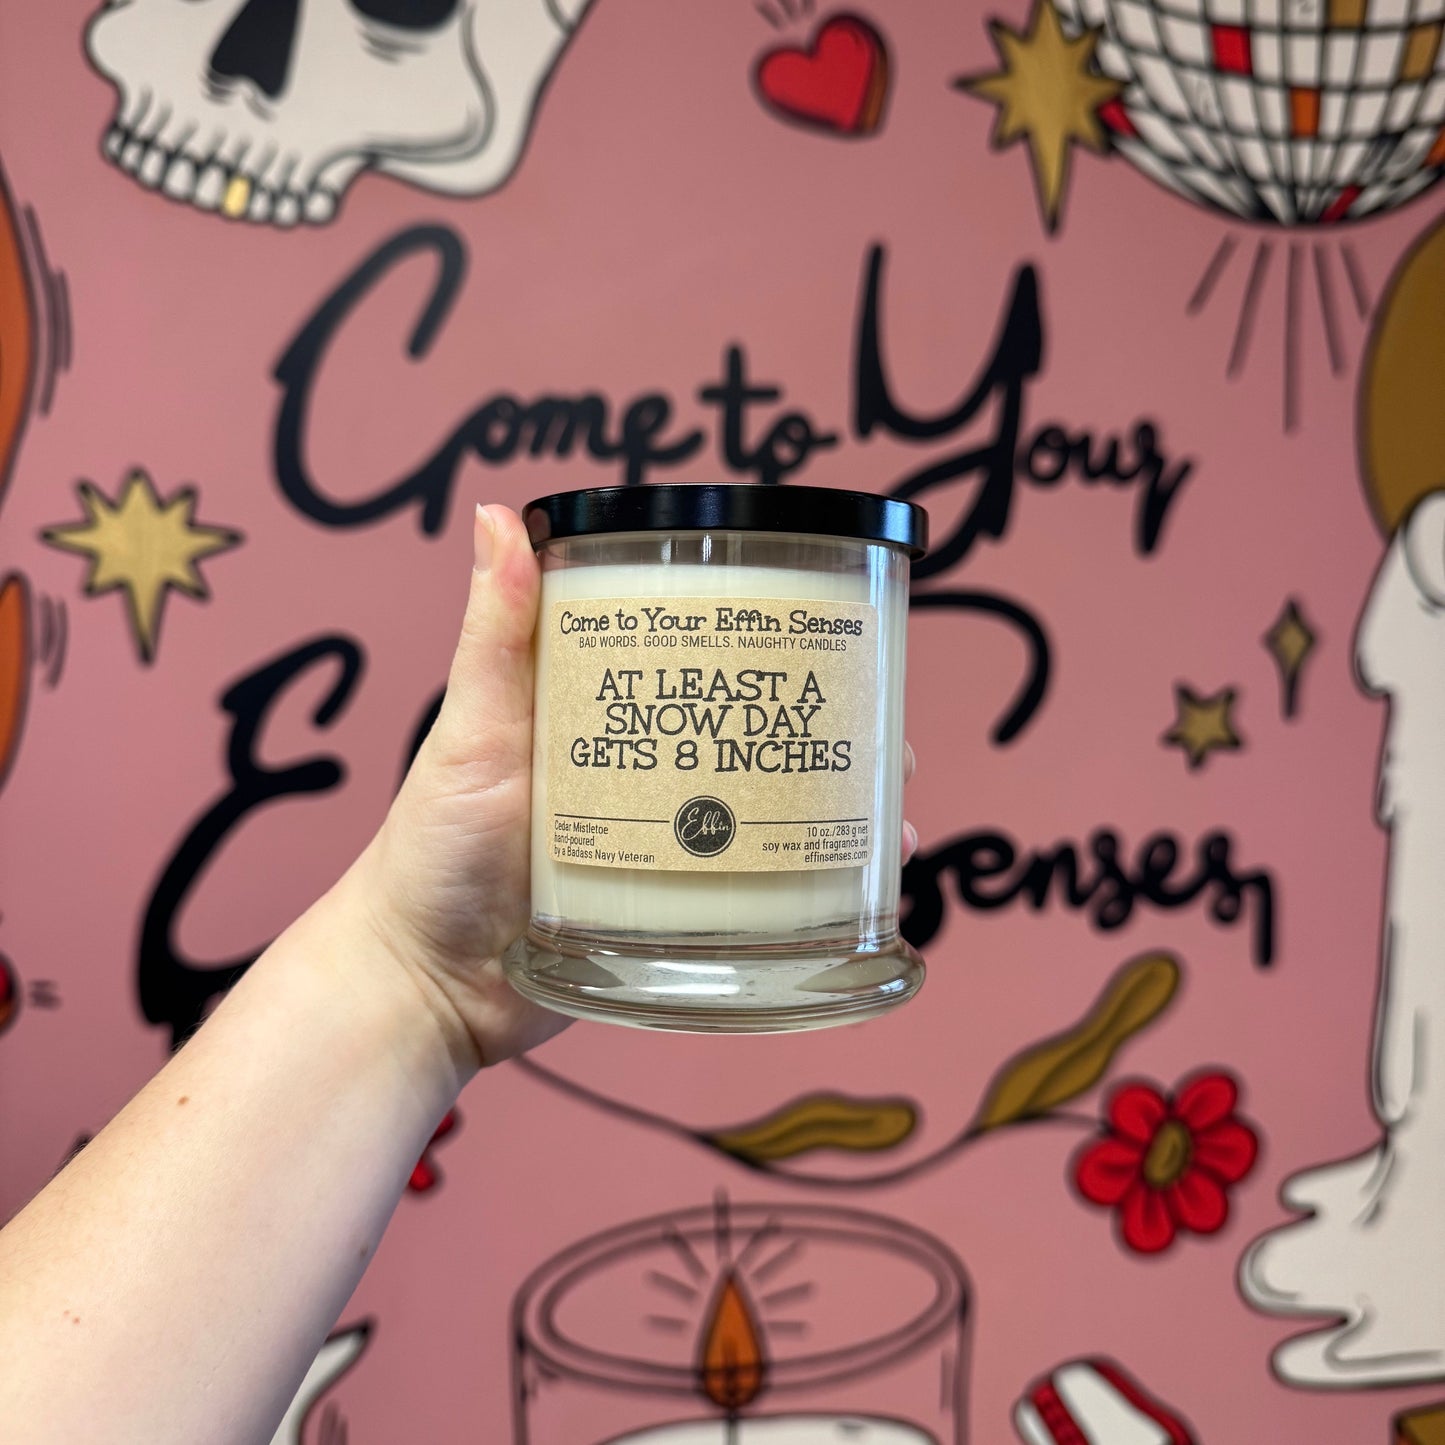 Come to Your
Effin Senses
Come to Your Effin Senses
BAD WORDS. GOOD SMELLS. NAUGHTY CANDLES
AT LEAST A
SNOW DAY
GETS 8 INCHES
Effin
Cedar Mistletoe
hand-poured
by a Badass Navy Veteran
10 oz./283 g net
soy wax and fragrance oil
effinsenses.com